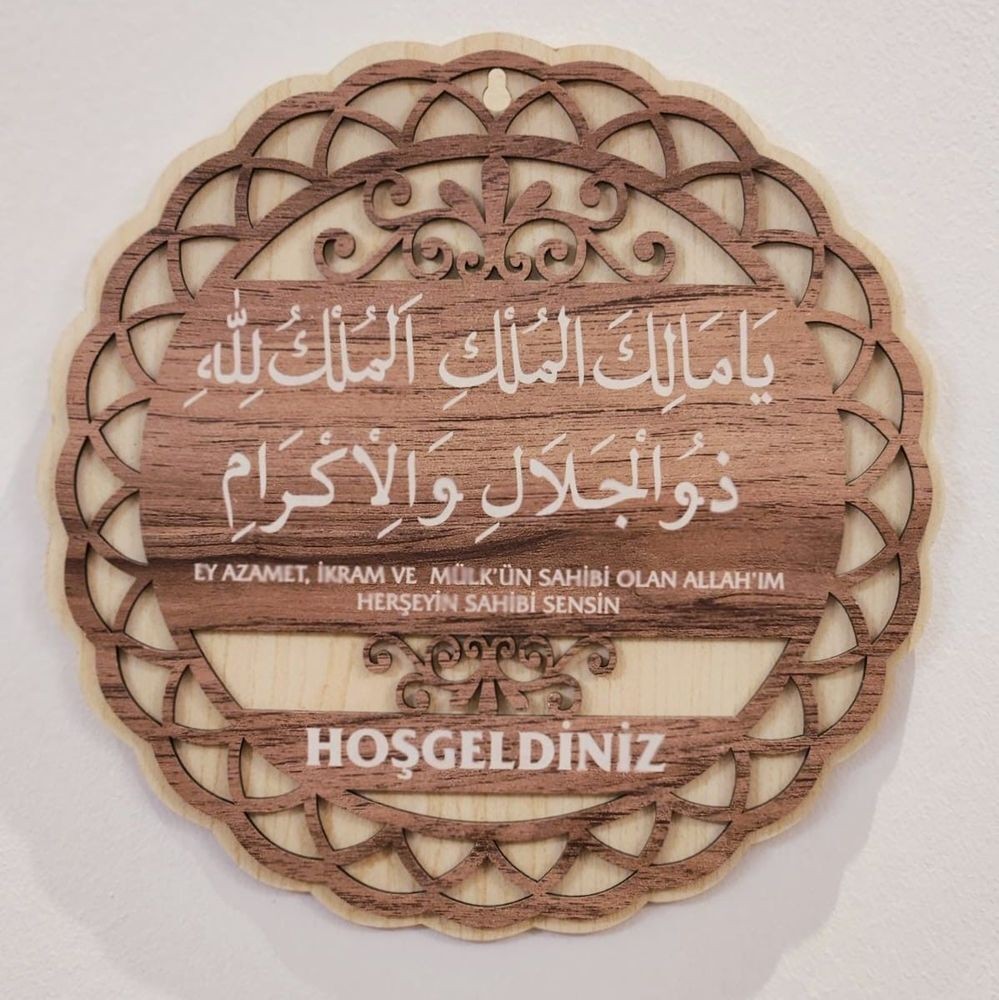 يَا مَالِكَ الْمُلْكِ اَلْمُلْكُ لِلّٰهِ
ذُو الْجَلَالِ وَالْاِكْرَامِ
EY AZAMET, İKRAM VE MÜLK'ÜN SAHİBİ OLAN ALLAH'IM
HERŞEYİN SAHİBİ SENSİN
HOŞGELDİNİZ